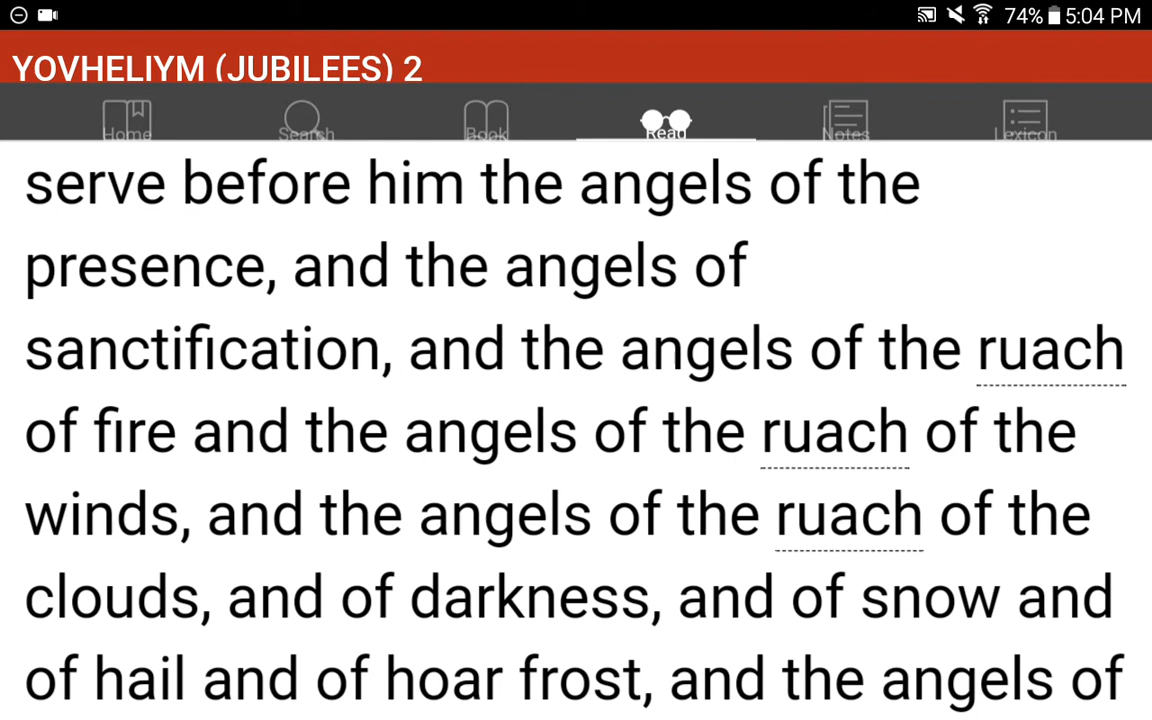 74% 5:04 PM
YOVHELIYM (JUBILEES) 2
Home Search Book Read Notes Lexicon
serve before him the angels of the
presence, and the angels of
sanctification, and the angels of the ruach
of fire and the angels of the ruach of the
winds, and the angels of the ruach of the
clouds, and of darkness, and of snow and
of hail and of hoar frost, and the angels of